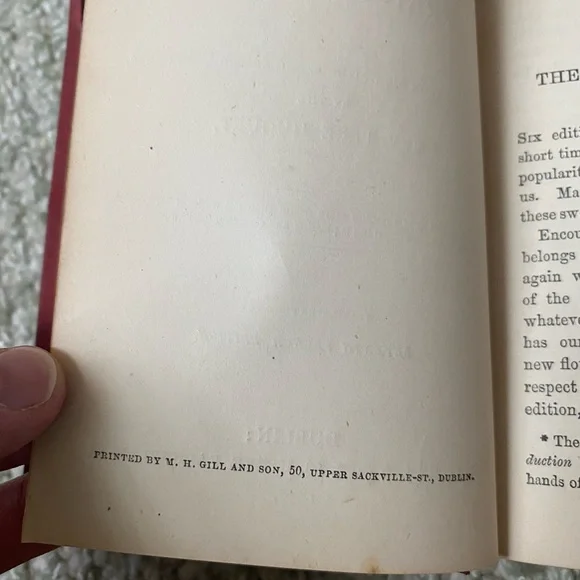 PRINTED BY M. H. GILL AND SON, 50, UPPER SACKVILLE-ST., DUBLIN.
THE
SIX edit
short tim
popularit
us. Ma
these sw
Encou
belongs
again w
of the
whateve
has our
new flo
respect
edition,
* The
duction
hands of